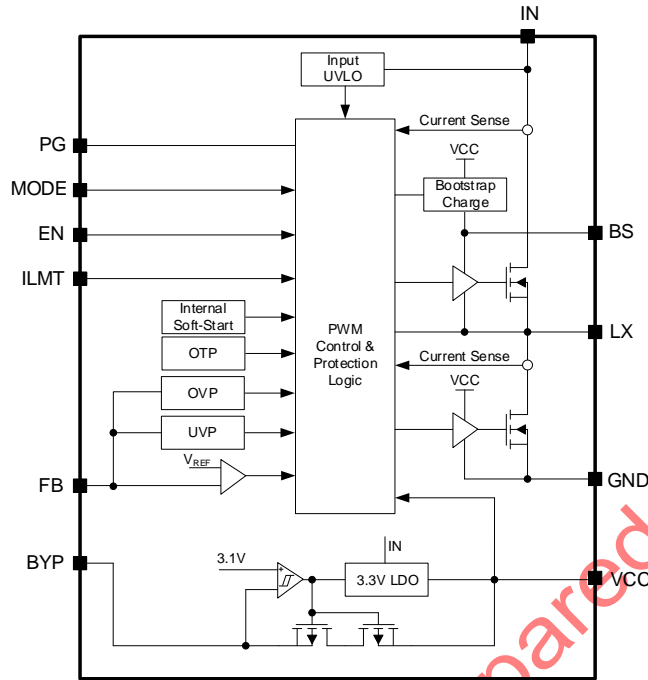 IN
Input
UVLO
Current Sense
PG
VCC
MODE
Bootstrap
Charge
EN
BS
ILMT
Internal
Soft-Start
PWM
Control &
Protection
Logic
LX
OTP
Current Sense
OVP
VCC
UVP
VREF
FB
GND
BYP
IN
3.1V
3.3V LDO
VCC
pared